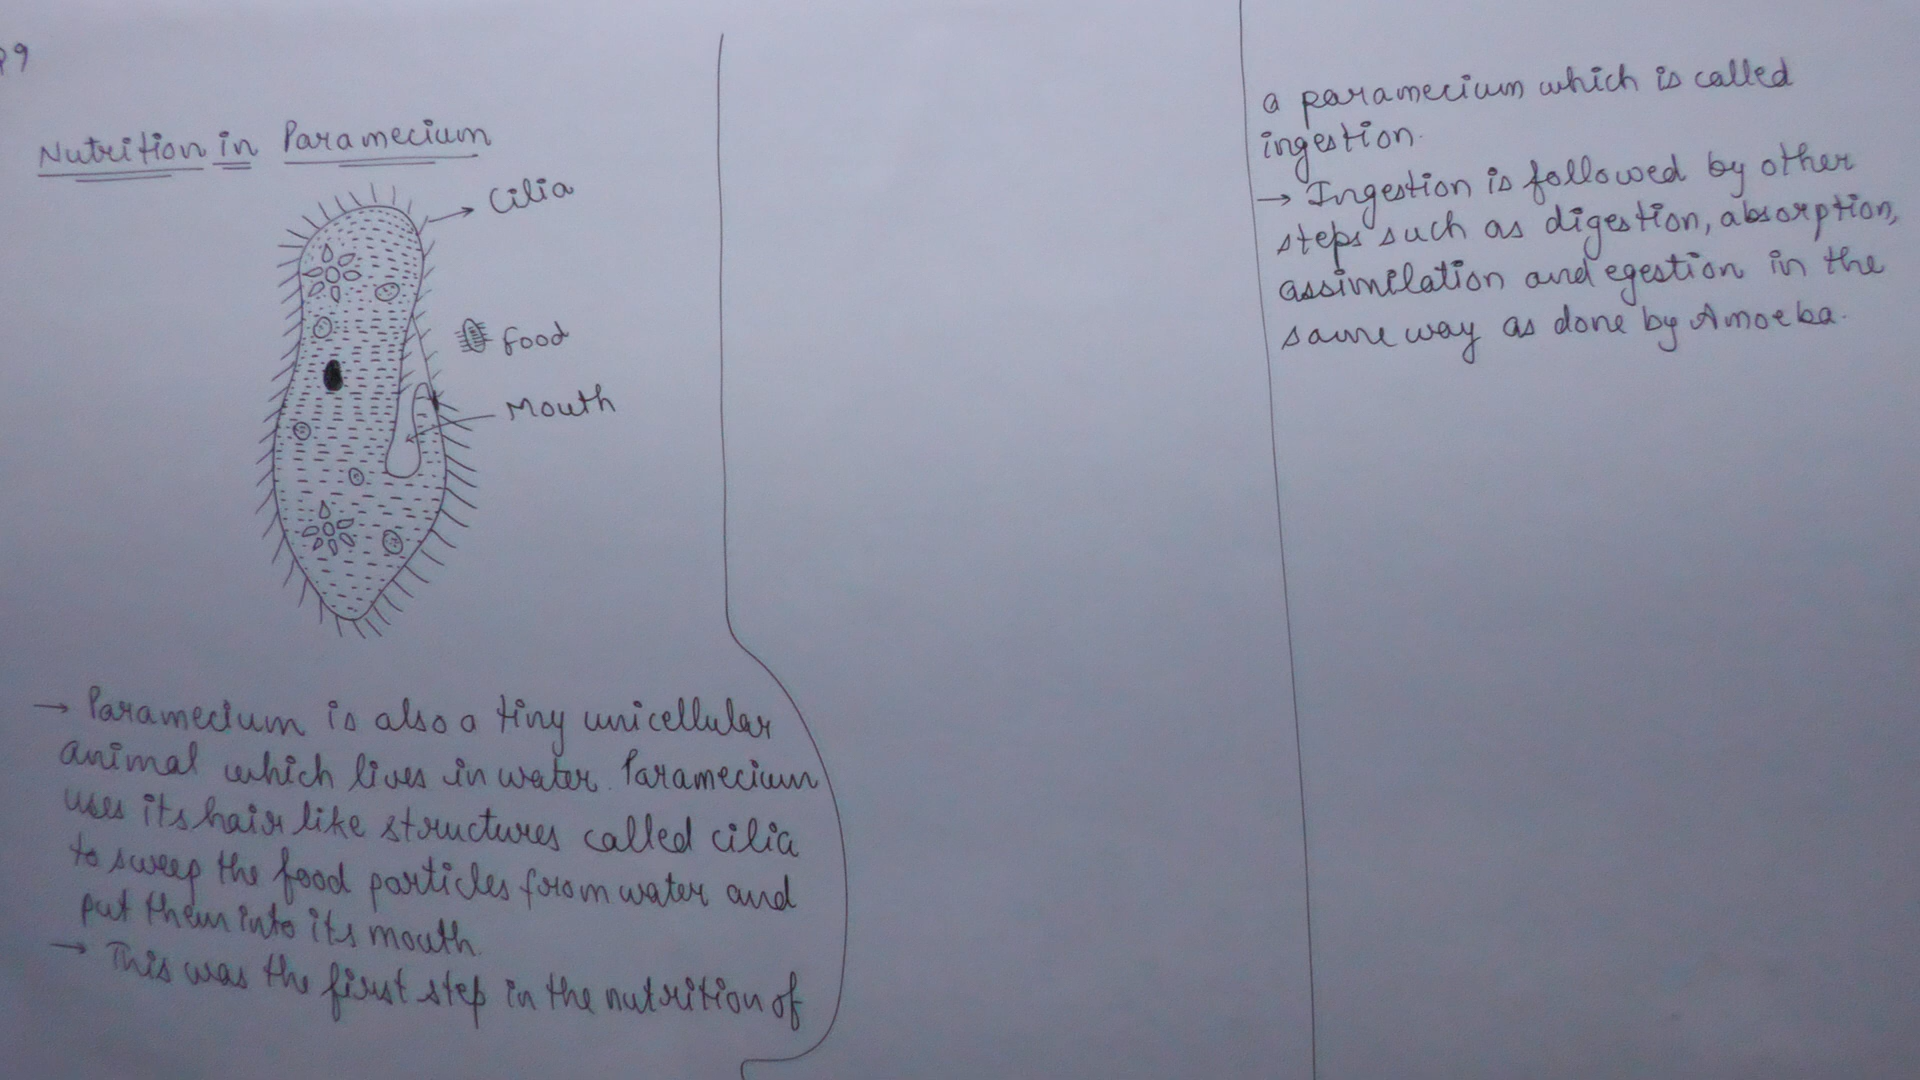 99
Nutrition in Paramecium
Cilia
food
Mouth
→ Paramecium is also a tiny unicellular
animal which lives in water. Paramecium
uses its hair like structures called cilia
to sweep the food particles from water and
put them into its mouth.
→ This was the first step in the nutrition of
a paramecium which is called
ingestion.
→ Ingestion is followed by other
steps such as digestion, absorption,
assimilation and egestion in the
same way as done by Amoeba.